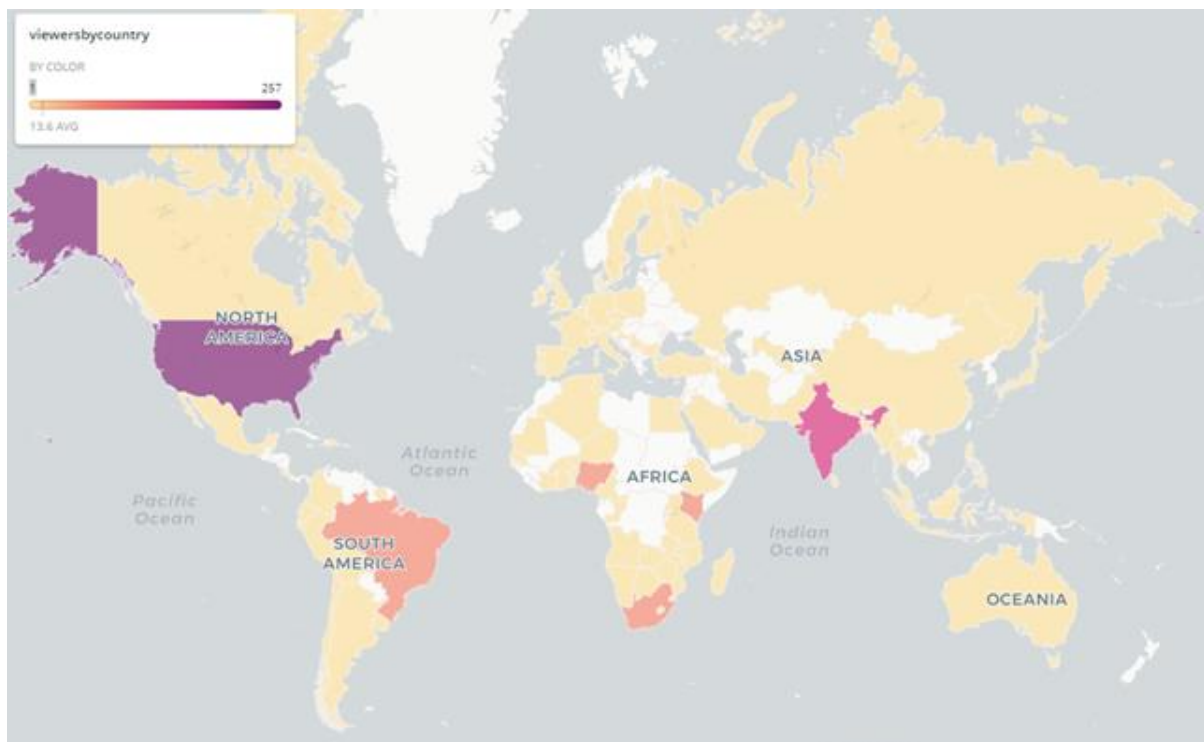 viewersbycountry
BY COLOR
257
13.6 AVG
NORTH
AMERICA
ASIA
Atlantic
Ocean
AFRICA
Pacific
Ocean
Indian
Ocean
SOUTH
AMERICA
OCEANIA